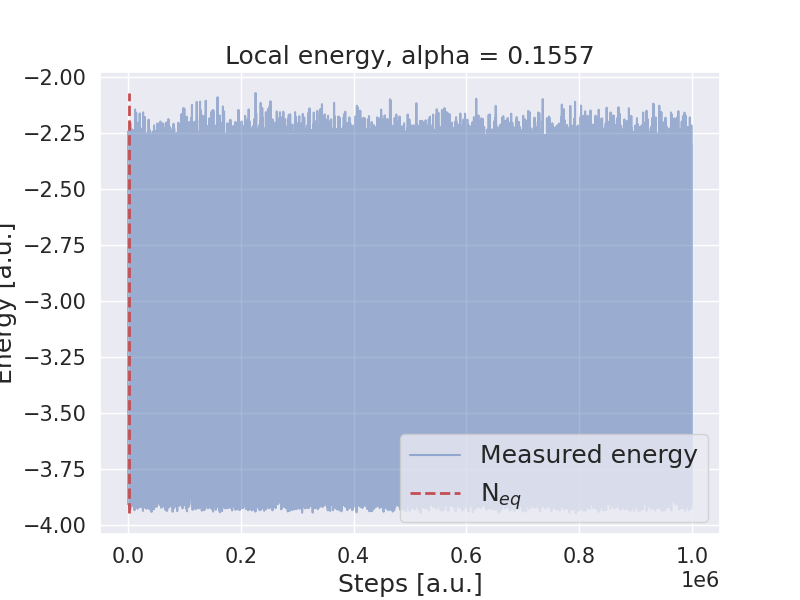 Local energy, alpha = 0.1557
−2.00
−2.25
−2.50
−2.75
−3.00
−3.25
−3.50
−3.75
−4.00
Energy [a.u.]
Measured energy
N_eq
0.0 0.2 0.4 0.6 0.8 1.0
1e6
Steps [a.u.]